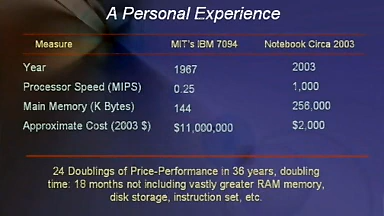 A Personal Experience
Measure MIT's IBM 7094 Notebook Circa 2003
Year 1967 2003
Processor Speed (MIPS) 0.25 1,000
Main Memory (K Bytes) 144 256,000
Approximate Cost (2003 $) $11,000,000 $2,000
24 Doublings of Price-Performance in 36 years, doubling
time: 18 months not including vastly greater RAM memory,
disk storage, instruction set, etc.